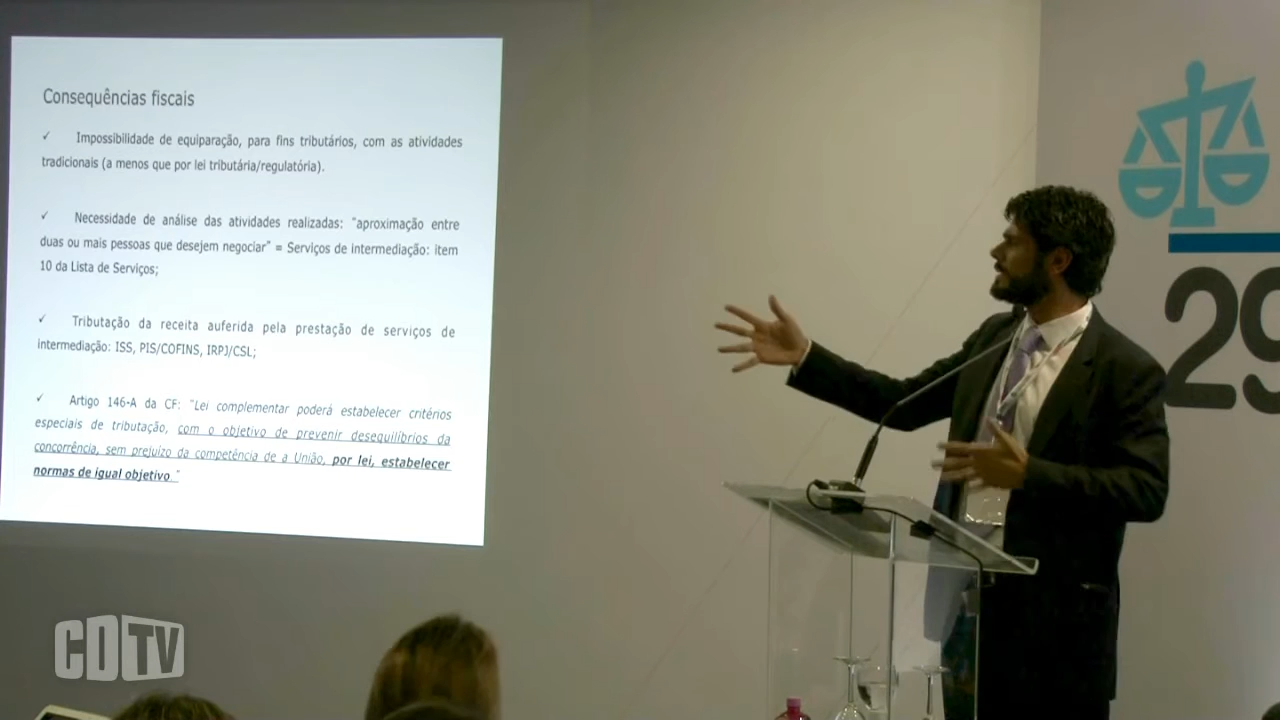 Consequências fiscais
✓ Impossibilidade de equiparação, para fins tributários, com as atividades
tradicionais (a menos que por lei tributária/regulatória).
✓ Necessidade de análise das atividades realizadas: "aproximação entre
duas ou mais pessoas que desejem negociar" = Serviços de intermediação: item
10 da Lista de Serviços;
✓ Tributação da receita auferida pela prestação de serviços de
intermediação: ISS, PIS/COFINS, IRPJ/CSL;
✓ Artigo 146-A da CF: "Lei complementar poderá estabelecer critérios
especiais de tributação, com o objetivo de prevenir desequilíbrios da
concorrência, sem prejuízo da competência de a União, por lei, estabelecer
normas de igual objetivo."
29
CDTV